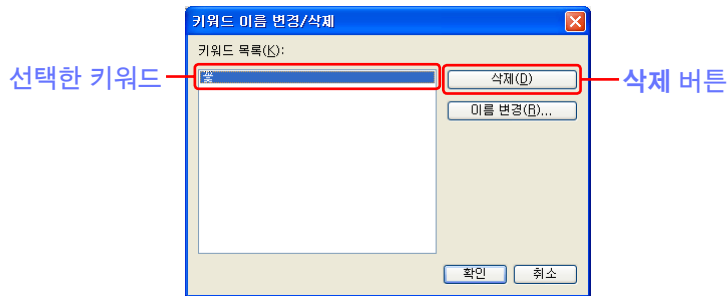 키워드 이름 변경/삭제
키워드 목록(K):
선택한 키워드
꽃
삭제(D)
삭제 버튼
이름 변경(R)...
확인
취소